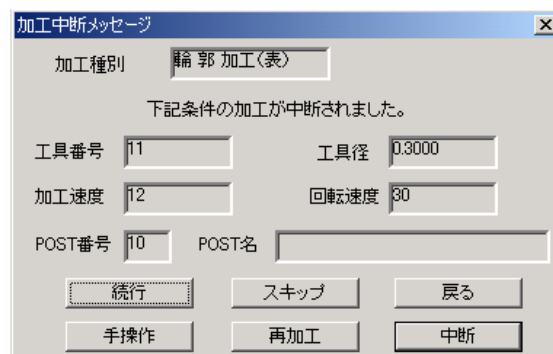 加工中断メッセージ
加工種別 輪 郭 加工(表)
下記条件の加工が中断されました。
工具番号 11 工具径 0.3000
加工速度 12 回転速度 30
POST番号 10 POST名
続行 スキップ 戻る
手操作 再加工 中断